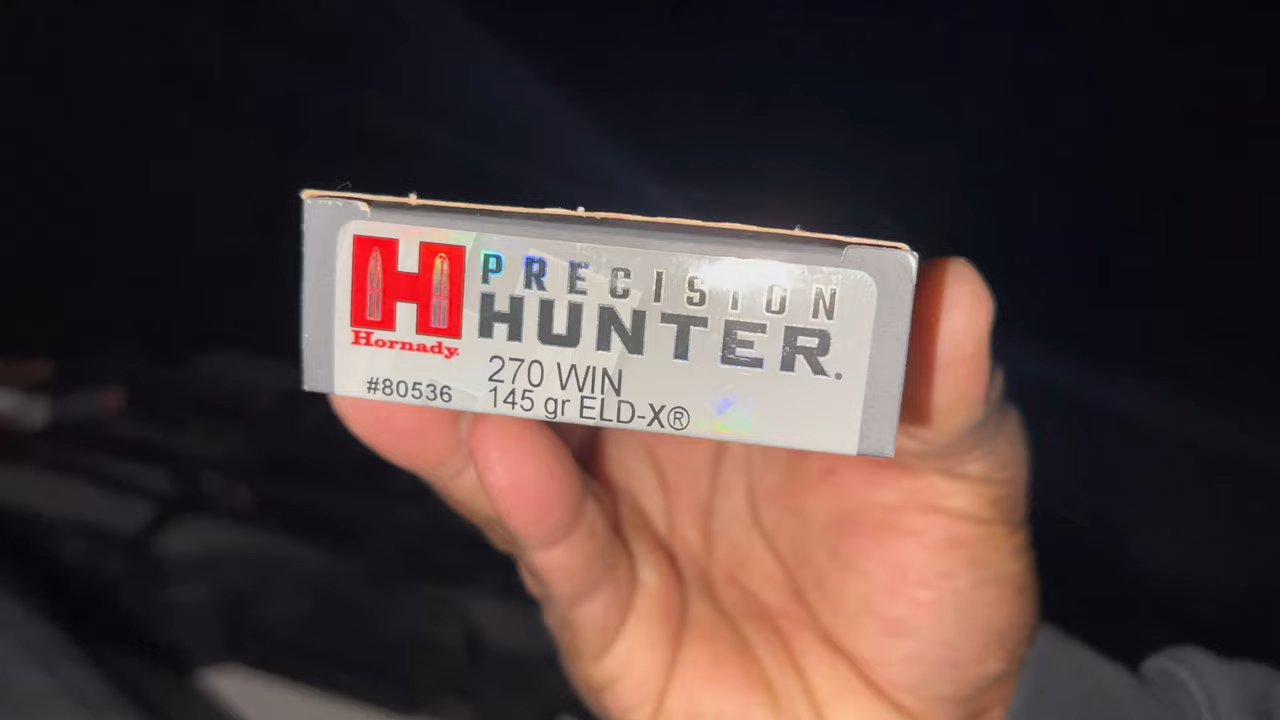 Hornady.
#80536
PRECISION
HUNTER.
270 WIN
145 gr ELD-X®